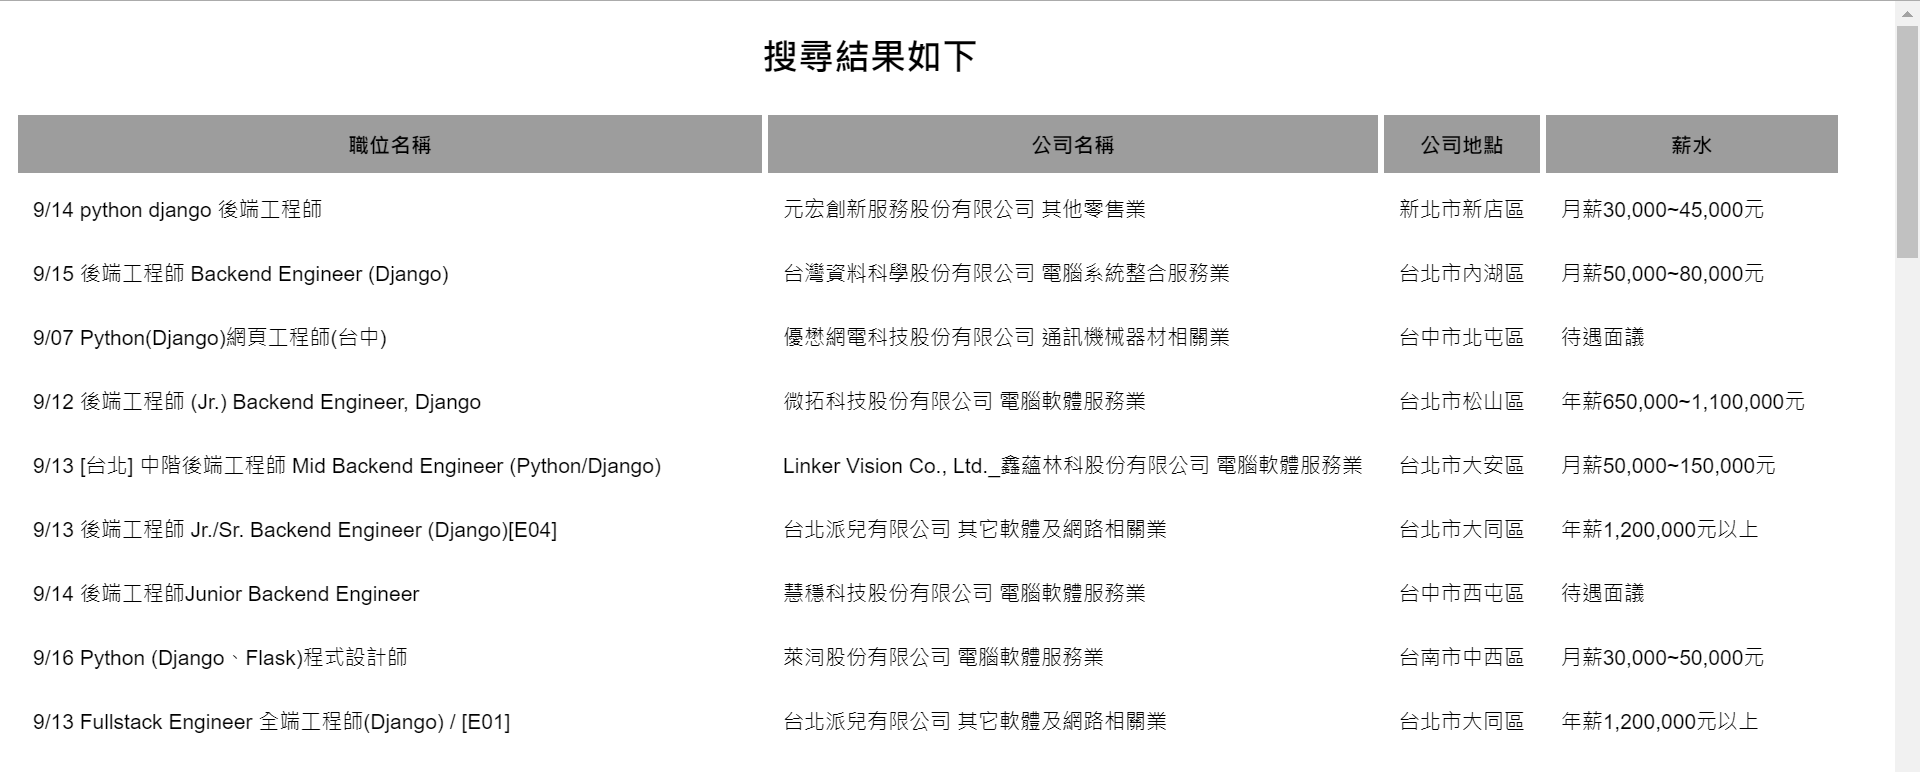 搜尋結果如下
職位名稱 公司名稱 公司地點 薪水
9/14 python django 後端工程師 元宏創新服務股份有限公司 其他零售業 新北市新店區 月薪30,000~45,000元
9/15 後端工程師 Backend Engineer (Django) 台灣資料科學股份有限公司 電腦系統整合服務業 台北市內湖區 月薪50,000~80,000元
9/07 Python(Django)網頁工程師(台中) 優懋網電科技股份有限公司 通訊機械器材相關業 台中市北屯區 待遇面議
9/12 後端工程師 (Jr.) Backend Engineer, Django 微拓科技股份有限公司 電腦軟體服務業 台北市松山區 年薪650,000~1,100,000元
9/13 [台北] 中階後端工程師 Mid Backend Engineer (Python/Django) Linker Vision Co., Ltd._鑫蘊林科股份有限公司 電腦軟體服務業 台北市大安區 月薪50,000~150,000元
9/13 後端工程師 Jr./Sr. Backend Engineer (Django)[E04] 台北派兒有限公司 其它軟體及網路相關業 台北市大同區 年薪1,200,000元以上
9/14 後端工程師Junior Backend Engineer 慧穩科技股份有限公司 電腦軟體服務業 台中市西屯區 待遇面議
9/16 Python (Django、Flask)程式設計師 萊泀股份有限公司 電腦軟體服務業 台南市中西區 月薪30,000~50,000元
9/13 Fullstack Engineer 全端工程師(Django) / [E01] 台北派兒有限公司 其它軟體及網路相關業 台北市大同區 年薪1,200,000元以上